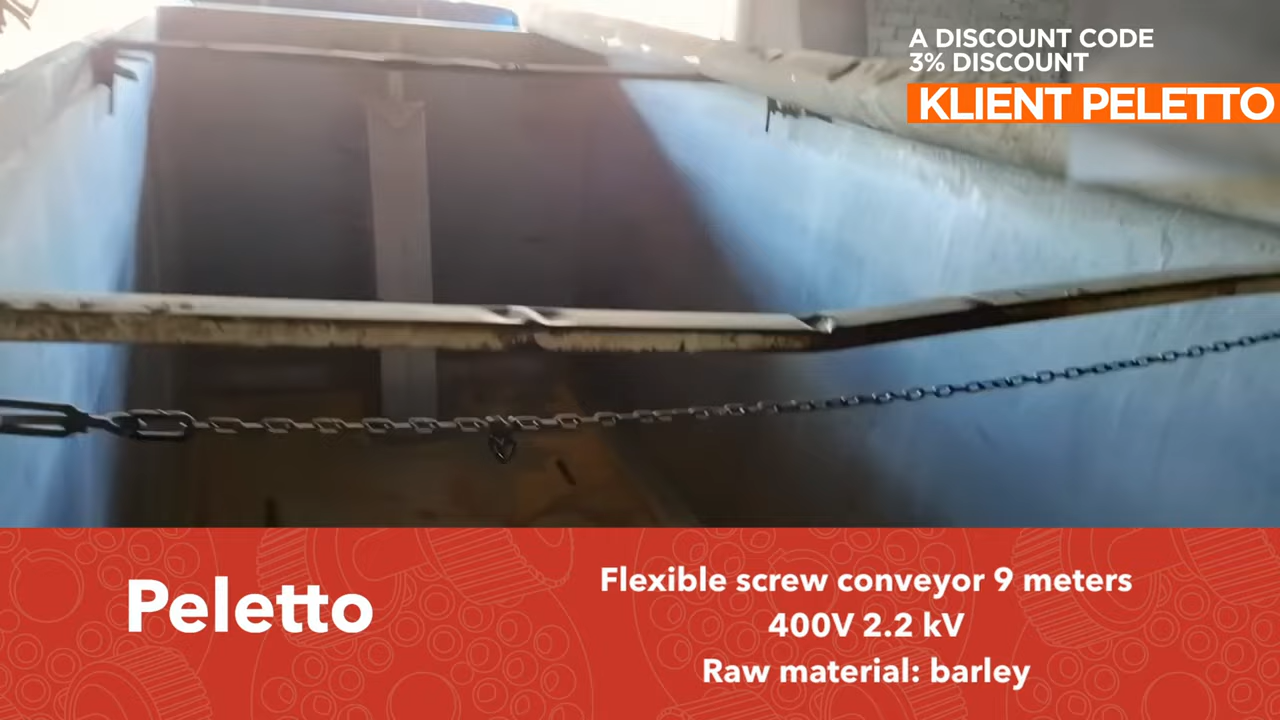 A DISCOUNT CODE
3% DISCOUNT
KLIENT PELETTO
Peletto
Flexible screw conveyor 9 meters
400V 2.2 kV
Raw material: barley